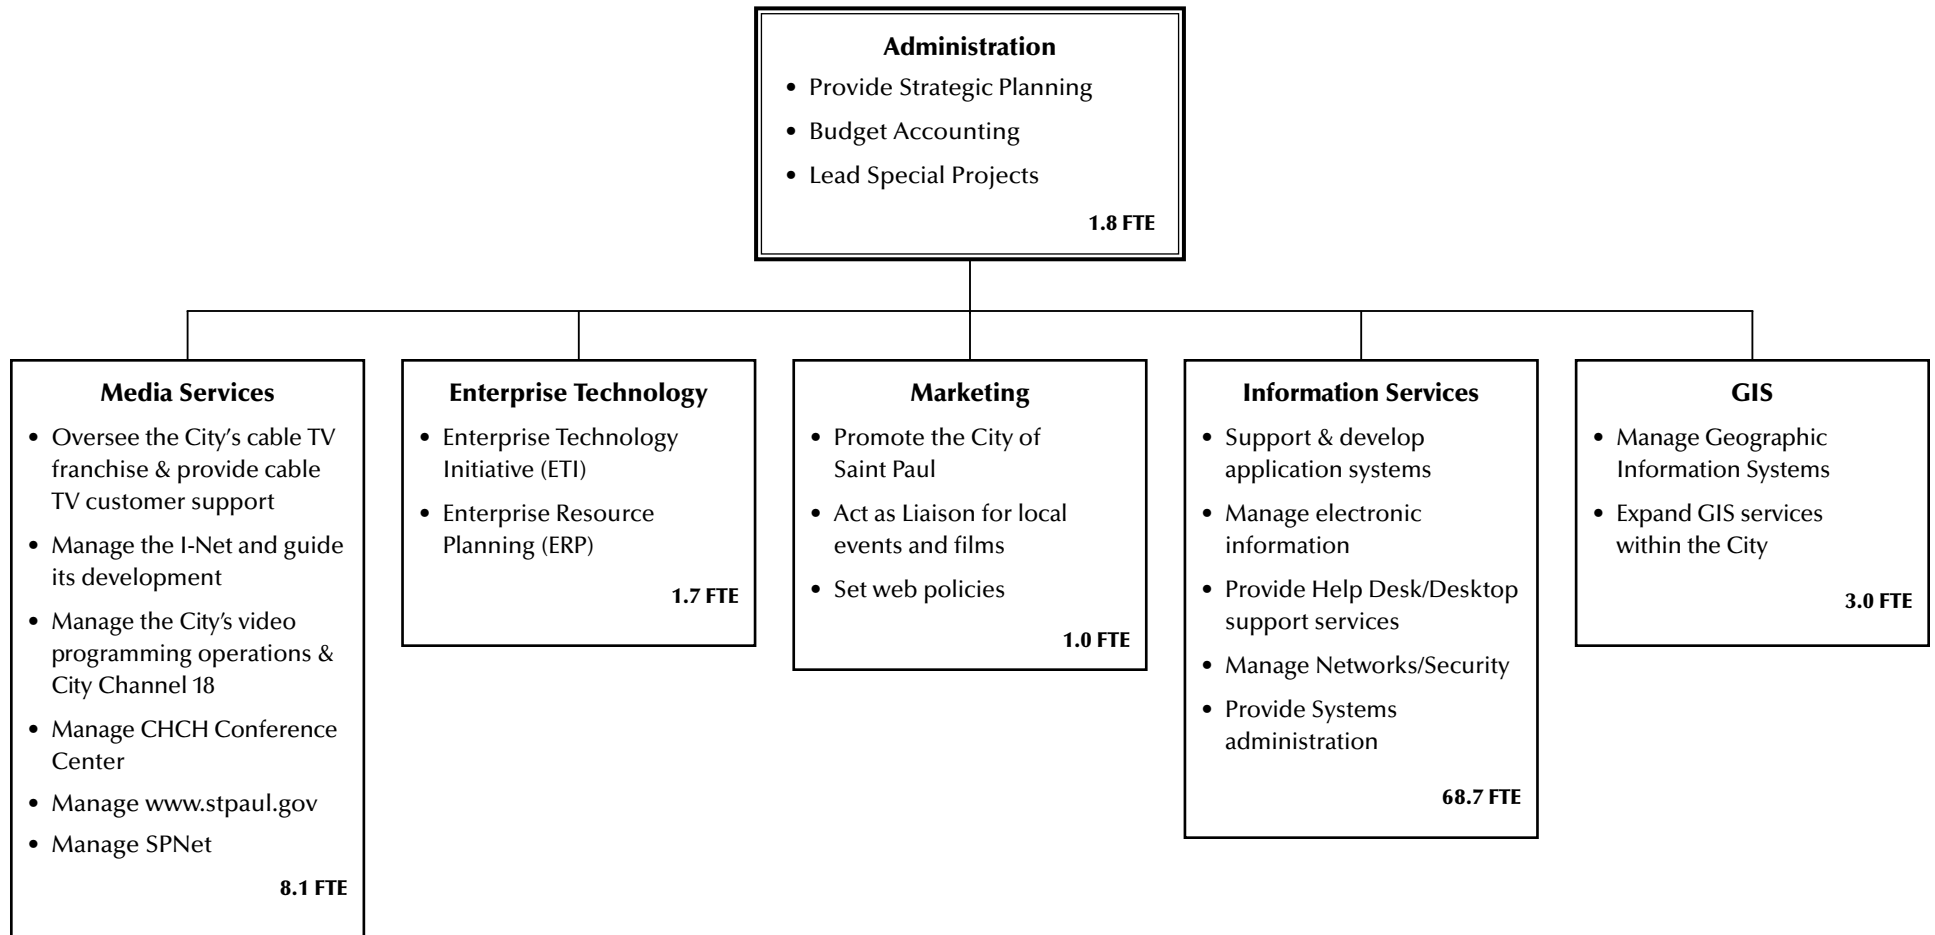 Administration
• Provide Strategic Planning
• Budget Accounting
• Lead Special Projects
1.8 FTE
Media Services
• Oversee the City's cable TV
franchise & provide cable
TV customer support
• Manage the I-Net and guide
its development
• Manage the City's video
programming operations &
City Channel 18
• Manage CHCH Conference
Center
• Manage www.stpaul.gov
• Manage SPNet
8.1 FTE
Enterprise Technology
• Enterprise Technology
Initiative (ETI)
• Enterprise Resource
Planning (ERP)
1.7 FTE
Marketing
• Promote the City of
Saint Paul
• Act as Liaison for local
events and films
• Set web policies
1.0 FTE
Information Services
• Support & develop
application systems
• Manage electronic
information
• Provide Help Desk/Desktop
support services
• Manage Networks/Security
• Provide Systems
administration
68.7 FTE
GIS
• Manage Geographic
Information Systems
• Expand GIS services
within the City
3.0 FTE